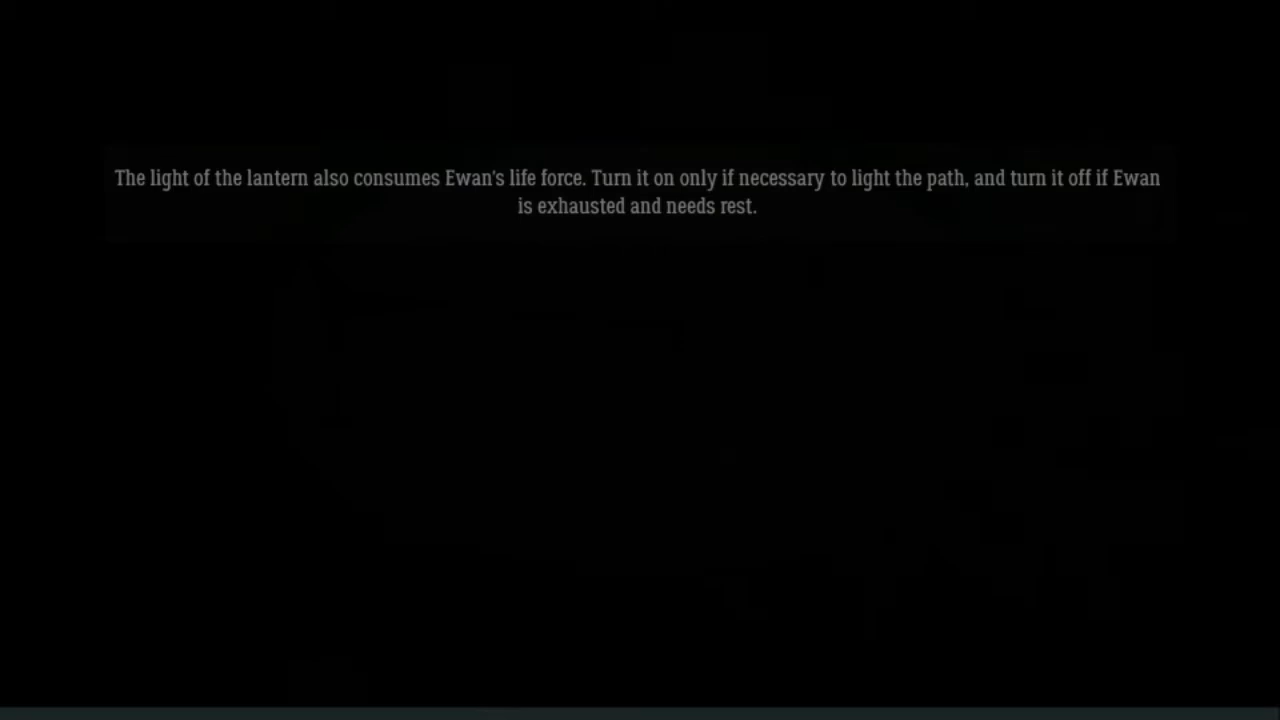 The light of the lantern also consumes Ewan's life force. Turn it on only if necessary to light the path, and turn it off if Ewan
is exhausted and needs rest.